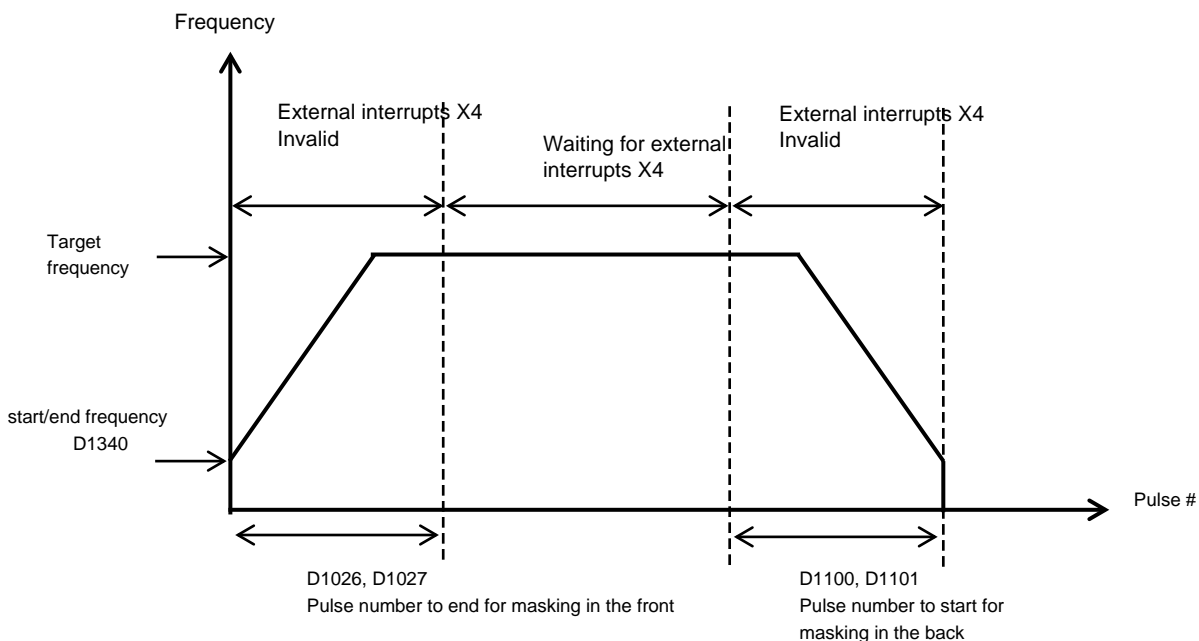 Frequency
External interrupts X4
Invalid
Waiting for external
interrupts X4
External interrupts X4
Invalid
Target
frequency
start/end frequency
D1340
Pulse #
D1026, D1027
Pulse number to end for masking in the front
D1100, D1101
Pulse number to start for
masking in the back